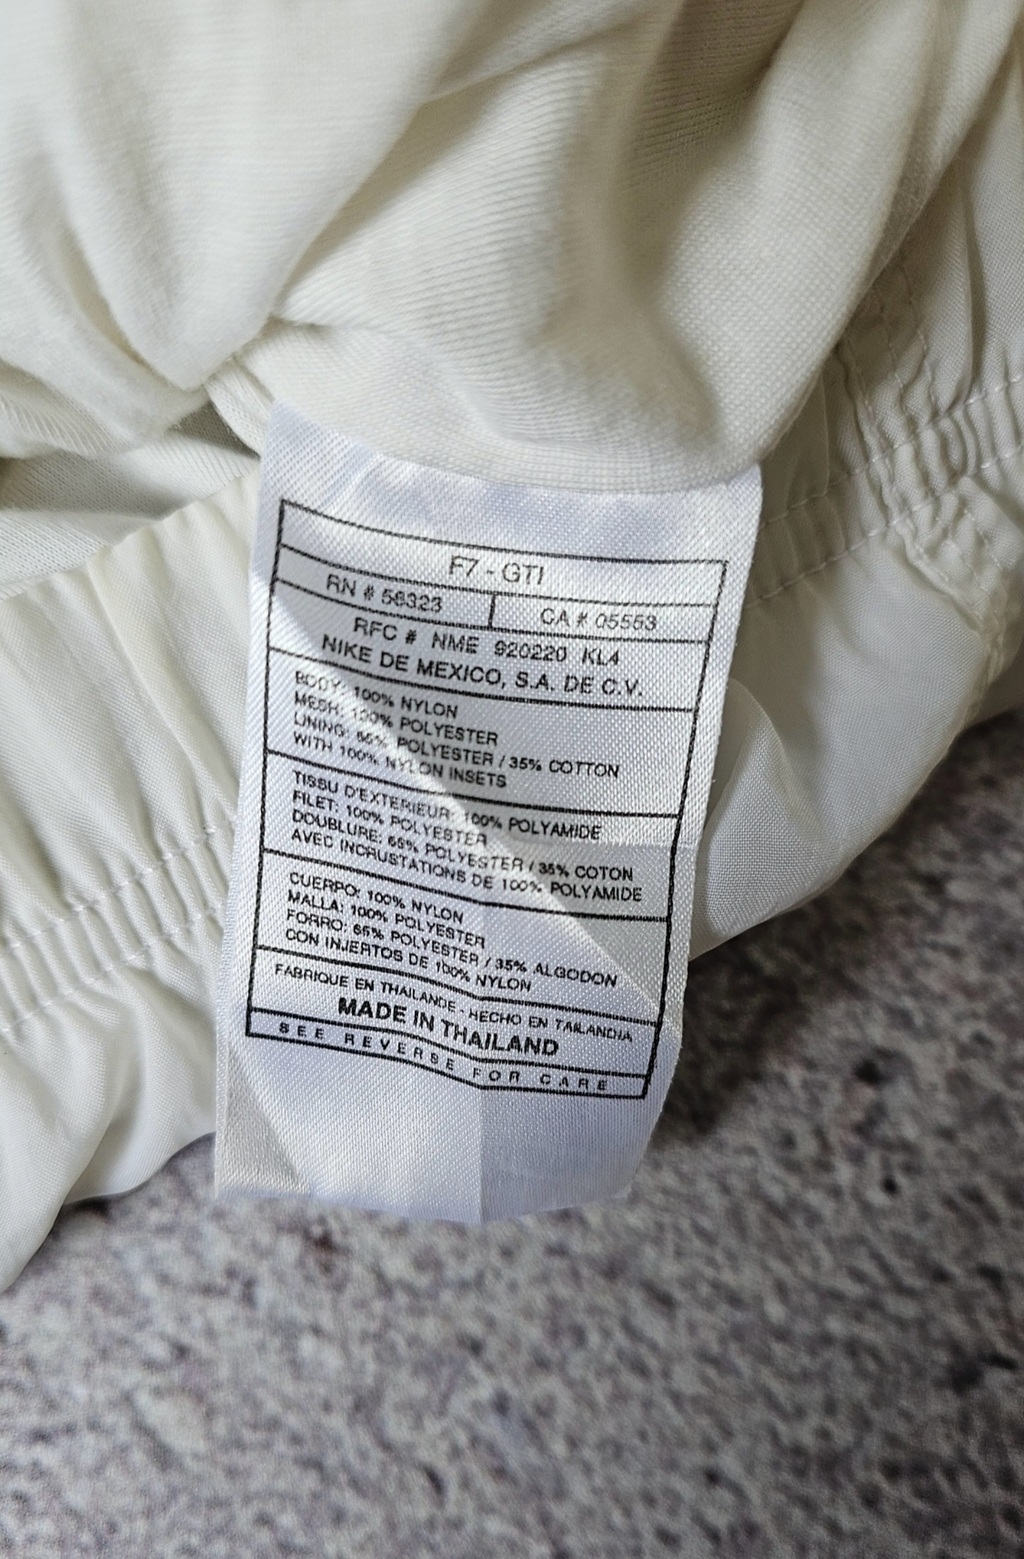 F7 - GTI
RN # 56323 CA # 05553
RFC # NME 920220 KL4
NIKE DE MEXICO, S.A. DE C.V.
BODY: 100% NYLON
MESH: 100% POLYESTER
LINING: 65% POLYESTER / 35% COTTON
WITH 100% NYLON INSETS
TISSU D'EXTERIEUR: 100% POLYAMIDE
FILET: 100% POLYESTER
DOUBLURE: 65% POLYESTER / 35% COTON
AVEC INCRUSTATIONS DE 100% POLYAMIDE
CUERPO: 100% NYLON
MALLA: 100% POLYESTER
FORRO: 65% POLYESTER / 35% ALGODON
CON INJERTOS DE 100% NYLON
FABRIQUE EN THAILANDE - HECHO EN TAILANDIA
MADE IN THAILAND
SEE REVERSE FOR CARE